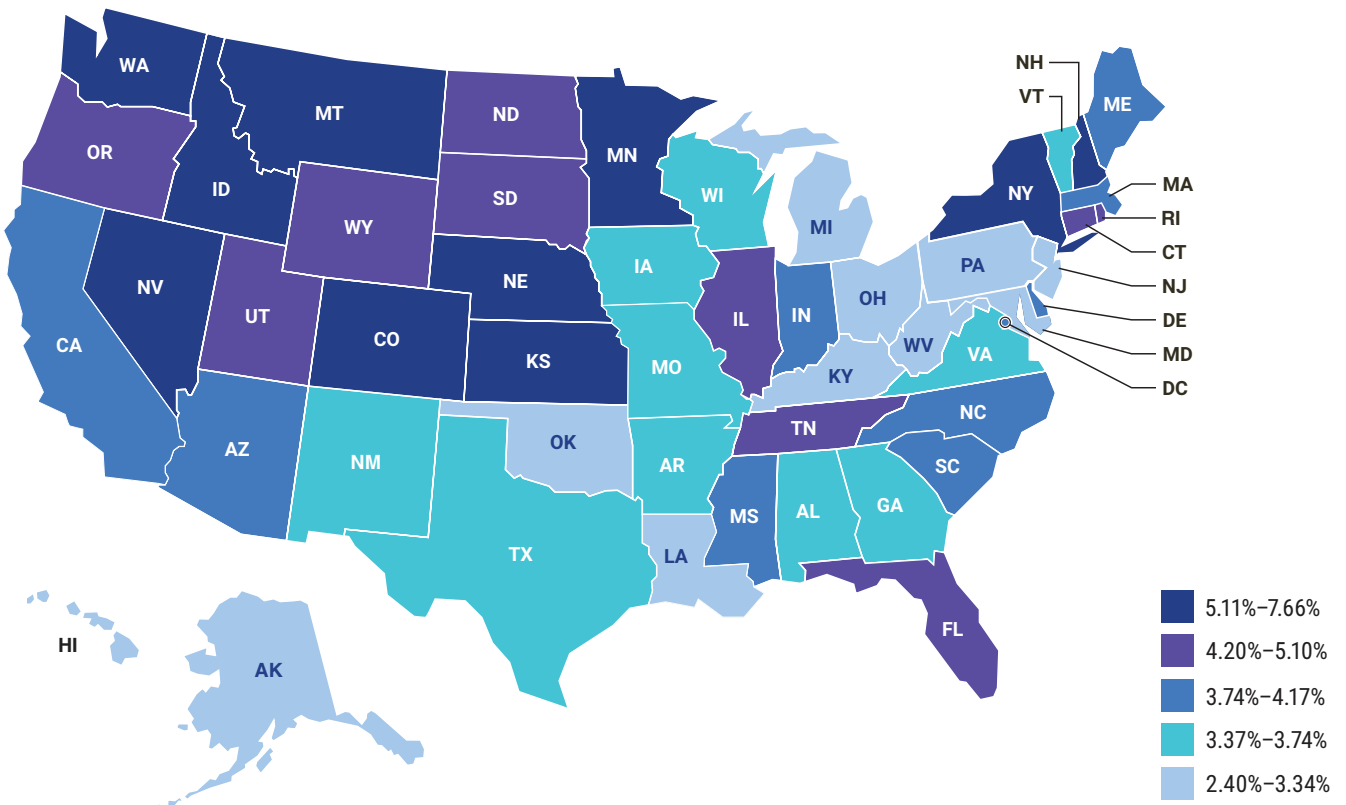 WA
MT
ND
MN
OR
ID
WY
SD
WI
MI
NH
VT
ME
NY
MA
RI
CT
NJ
DE
MD
DC
NV
UT
CO
NE
IA
KS
MO
IL
IN
OH
PA
WV
VA
KY
CA
AZ
NM
OK
AR
TN
NC
SC
TX
LA
MS
AL
GA
FL
HI
AK
5.11%–7.66%
4.20%–5.10%
3.74%–4.17%
3.37%–3.74%
2.40%–3.34%